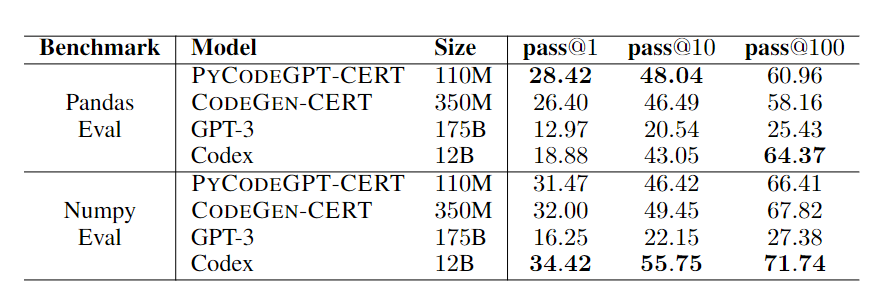 Benchmark Model Size pass@1 pass@10 pass@100
PYCODEGPT-CERT 110M 28.42 48.04 60.96
Pandas CODEGEN-CERT 350M 26.40 46.49 58.16
Eval GPT-3 175B 12.97 20.54 25.43
Codex 12B 18.88 43.05 64.37
PYCODEGPT-CERT 110M 31.47 46.42 66.41
Numpy CODEGEN-CERT 350M 32.00 49.45 67.82
Eval GPT-3 175B 16.25 22.15 27.38
Codex 12B 34.42 55.75 71.74